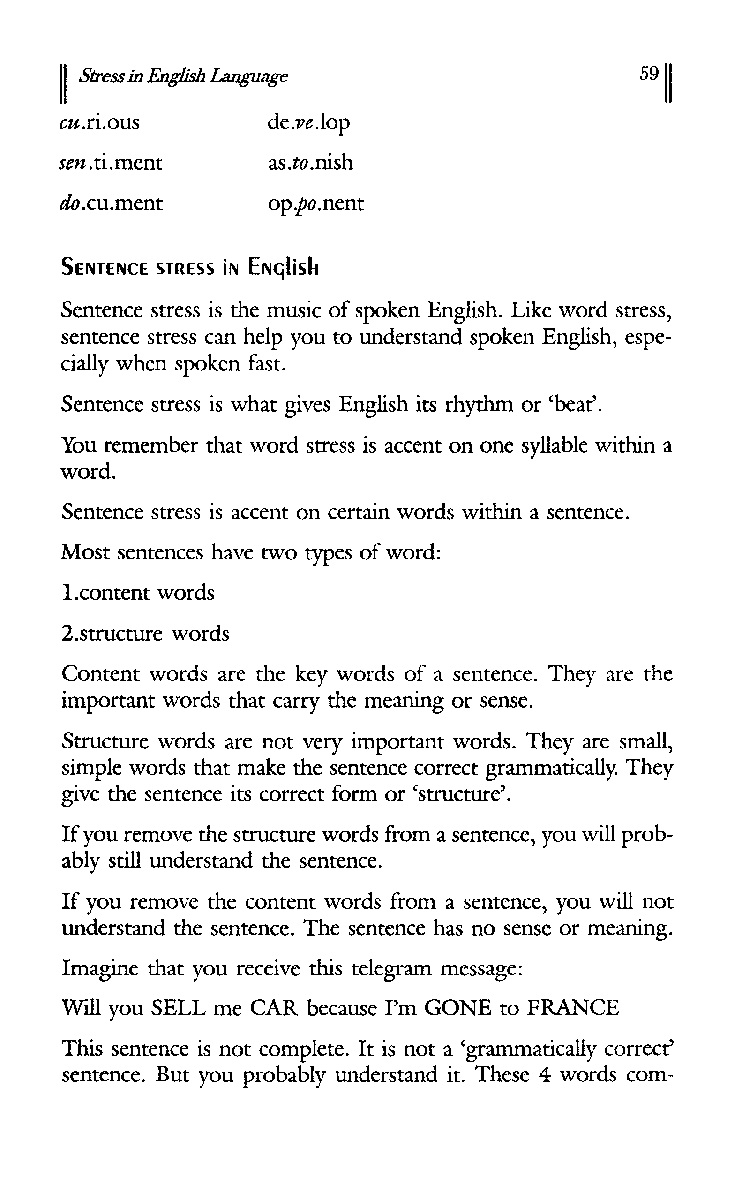 Stress in English Language 59
cu.ri.ous de.ve.lop
sen.ti.ment as.to.nish
do.cu.ment op.po.nent
Sentence stress in English
Sentence stress is the music of spoken English. Like word stress,
sentence stress can help you to understand spoken English, espe-
cially when spoken fast.
Sentence stress is what gives English its rhythm or ‘beat’.
You remember that word stress is accent on one syllable within a
word.
Sentence stress is accent on certain words within a sentence.
Most sentences have two types of word:
1.content words
2.structure words
Content words are the key words of a sentence. They are the
important words that carry the meaning or sense.
Structure words are not very important words. They are small,
simple words that make the sentence correct grammatically. They
give the sentence its correct form or ‘structure’.
If you remove the structure words from a sentence, you will prob-
ably still understand the sentence.
If you remove the content words from a sentence, you will not
understand the sentence. The sentence has no sense or meaning.
Imagine that you receive this telegram message:
Will you SELL me CAR because I’m GONE to FRANCE
This sentence is not complete. It is not a ‘grammatically correct’
sentence. But you probably understand it. These 4 words com-